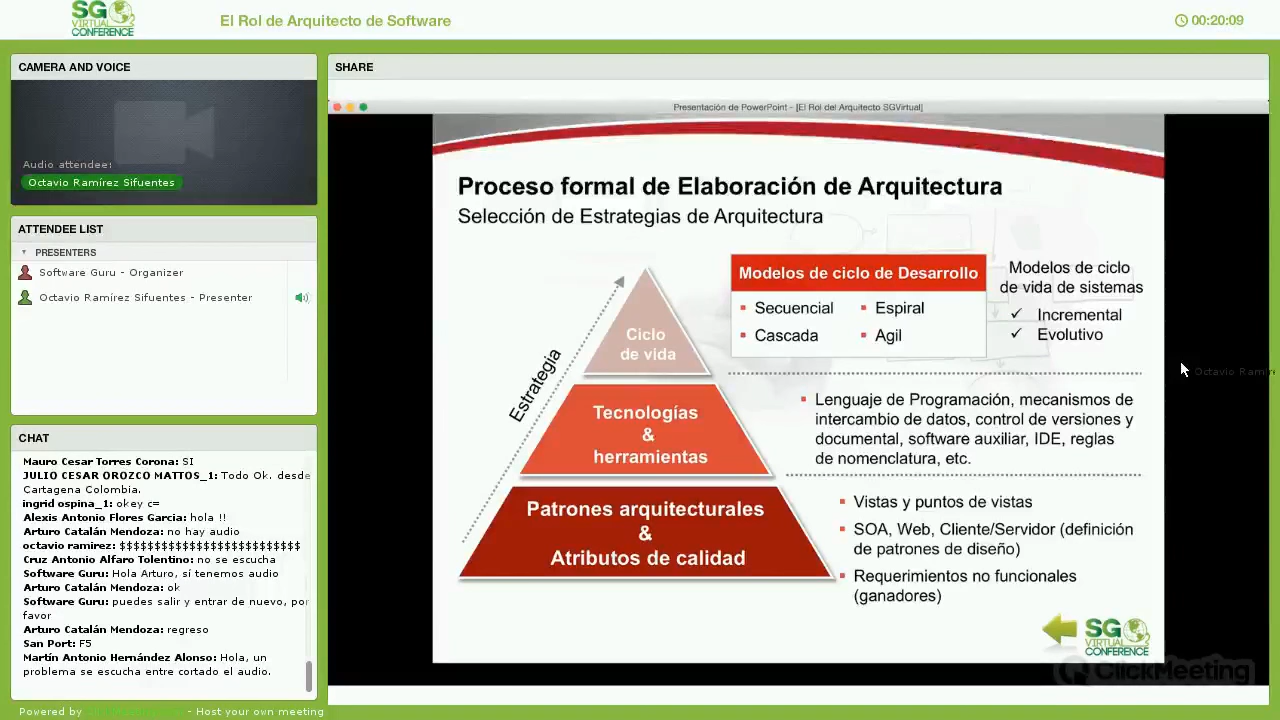 SG
VIRTUAL
CONFERENCE
El Rol de Arquitecto de Software
00:20:09
CAMERA AND VOICE
Audio attendee:
Octavio Ramírez Sifuentes
ATTENDEE LIST
PRESENTERS
Software Guru - Organizer
Octavio Ramírez Sifuentes - Presenter
CHAT
Mauro Cesar Torres Corona: SI
JULIO CESAR OROZCO MATTOS_1: Todo Ok. desde
Cartagena Colombia.
ingrid ospina_1: okey c=
Alexis Antonio Flores Garcia: hola !!
Arturo Catalán Mendoza: no hay audio
octavio ramirez: $$$$$$$$$$$$$$$$$$$$$$$$$$
Cruz Antonio Alfaro Tolentino: no se escucha
Software Guru: Hola Arturo, sí tenemos audio
Arturo Catalán Mendoza: ok
Software Guru: puedes salir y entrar de nuevo, por
favor
Arturo Catalán Mendoza: regreso
San Port: F5
Martín Antonio Hernández Alonso: Hola, un
problema se escucha entre cortado el audio.
Powered by - Host your own meeting
SHARE
Presentación de PowerPoint - [El Rol del Arquitecto SGVirtual]
Proceso formal de Elaboración de Arquitectura
Selección de Estrategias de Arquitectura
Estrategia
Ciclo
de vida
Tecnologías
&
herramientas
Patrones arquitecturales
&
Atributos de calidad
Modelos de ciclo de Desarrollo
Secuencial
Espiral
Cascada
Agil
Modelos de ciclo
de vida de sistemas
✓ Incremental
✓ Evolutivo
Lenguaje de Programación, mecanismos de
intercambio de datos, control de versiones y
documental, software auxiliar, IDE, reglas
de nomenclatura, etc.
Vistas y puntos de vistas
SOA, Web, Cliente/Servidor (definición
de patrones de diseño)
Requerimientos no funcionales
(ganadores)
SG
VIRTUAL
CONFERENCE
ClickMeeting
Octavio Ramíre